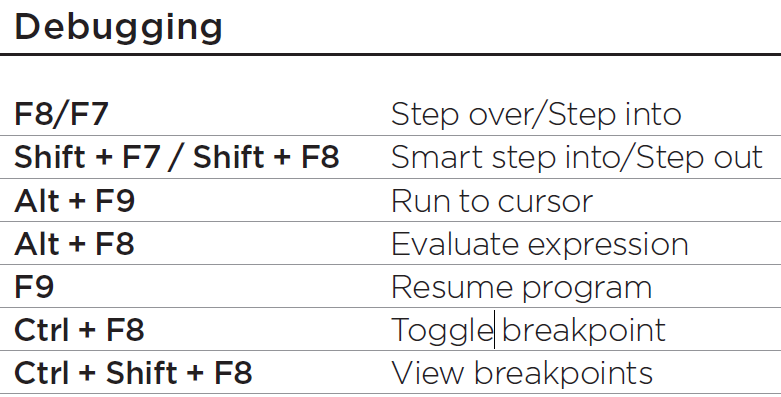 Debugging
F8/F7 Step over/Step into
Shift + F7 / Shift + F8 Smart step into/Step out
Alt + F9 Run to cursor
Alt + F8 Evaluate expression
F9 Resume program
Ctrl + F8 Toggle breakpoint
Ctrl + Shift + F8 View breakpoints